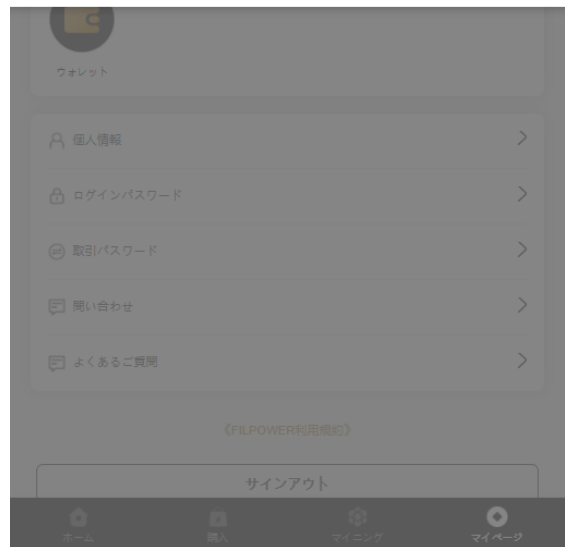 ウォレット
個人情報
ログインパスワード
取引パスワード
問い合わせ
よくあるご質問
《FILPOWER利用規約》
サインアウト
ホーム
購入
マイニング
マイページ